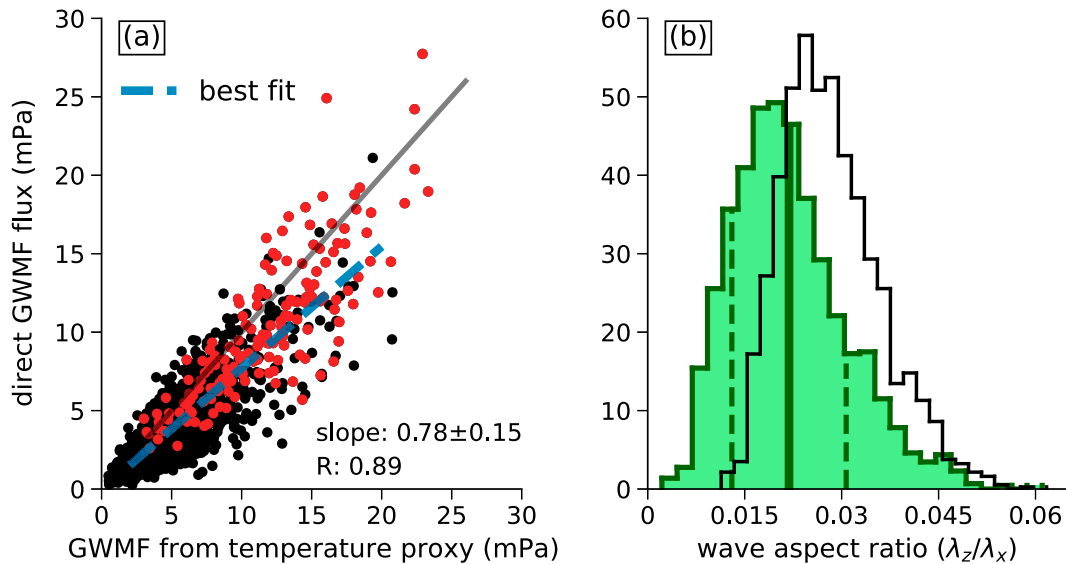 (a)
best fit
slope: 0.78±0.15
R: 0.89
30
25
20
15
10
5
0
0 5 10 15 20 25 30
direct GWMF flux (mPa)
GWMF from temperature proxy (mPa)
(b)
60
50
40
30
20
10
0
0 0.015 0.03 0.045 0.06
wave aspect ratio (λz/λx)